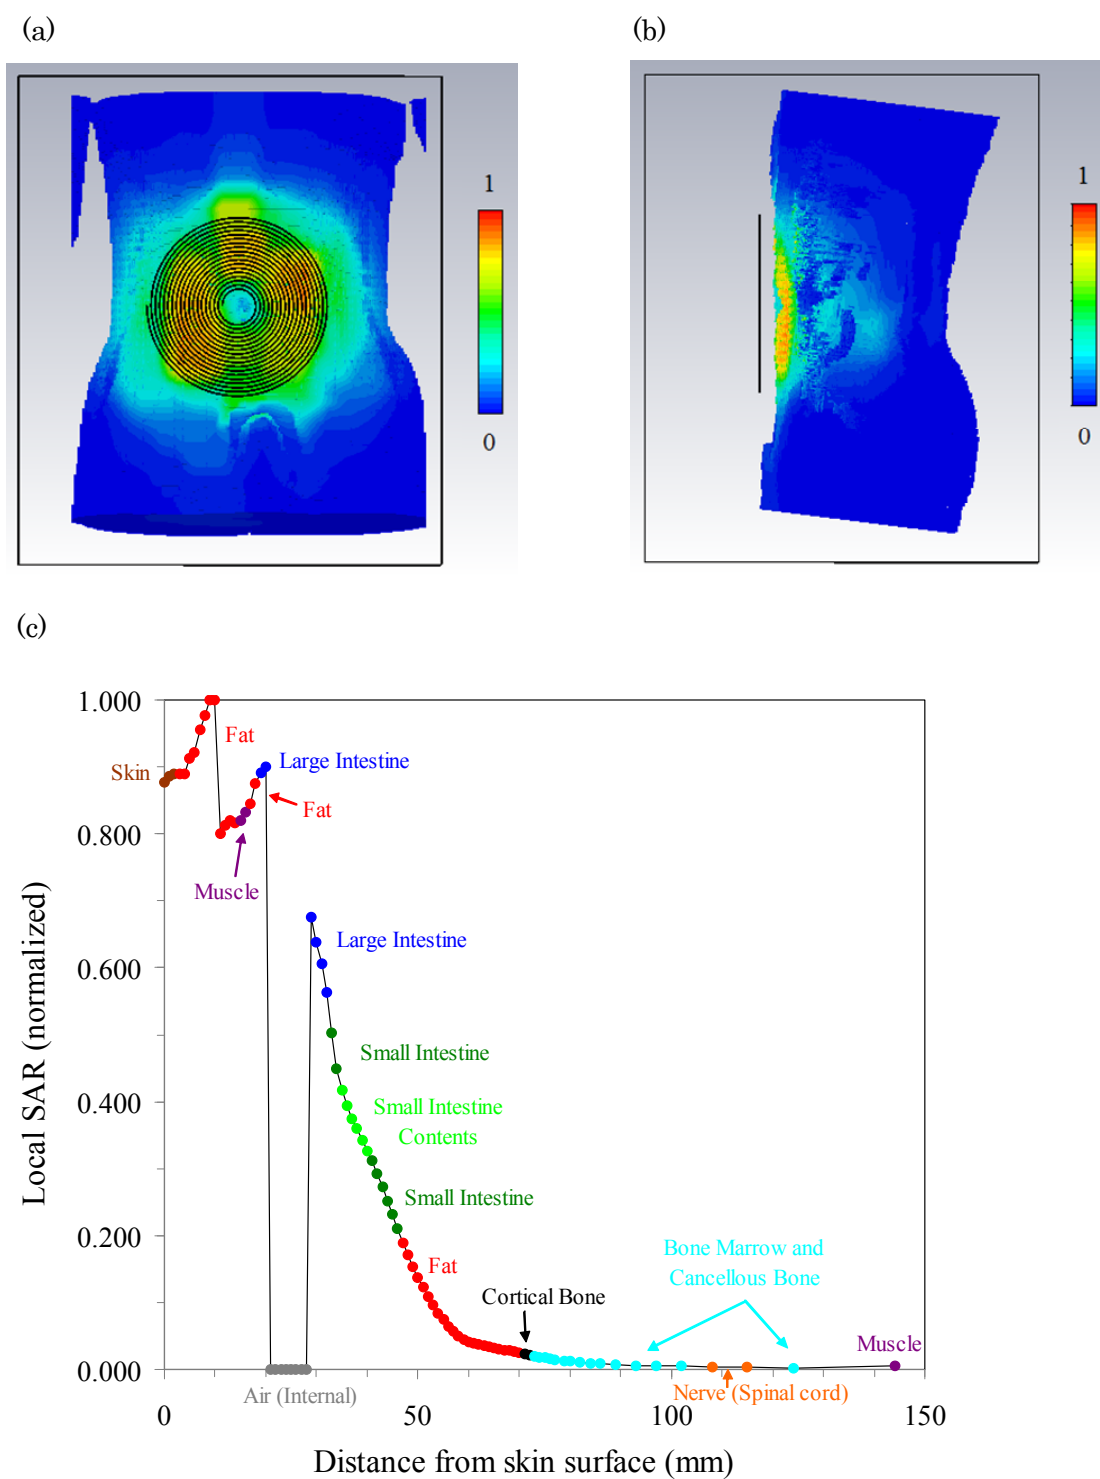 (a)
(b)
1
0
1
0
(c)
1.000
0.800
0.600
0.400
0.200
0.000
Local SAR (normalized)
Skin
Fat
Large Intestine
Fat
Muscle
Large Intestine
Small Intestine
Small Intestine
Contents
Small Intestine
Fat
Bone Marrow and
Cancellous Bone
Cortical Bone
Muscle
Air (Internal)
Nerve (Spinal cord)
0
50
100
150
Distance from skin surface (mm)